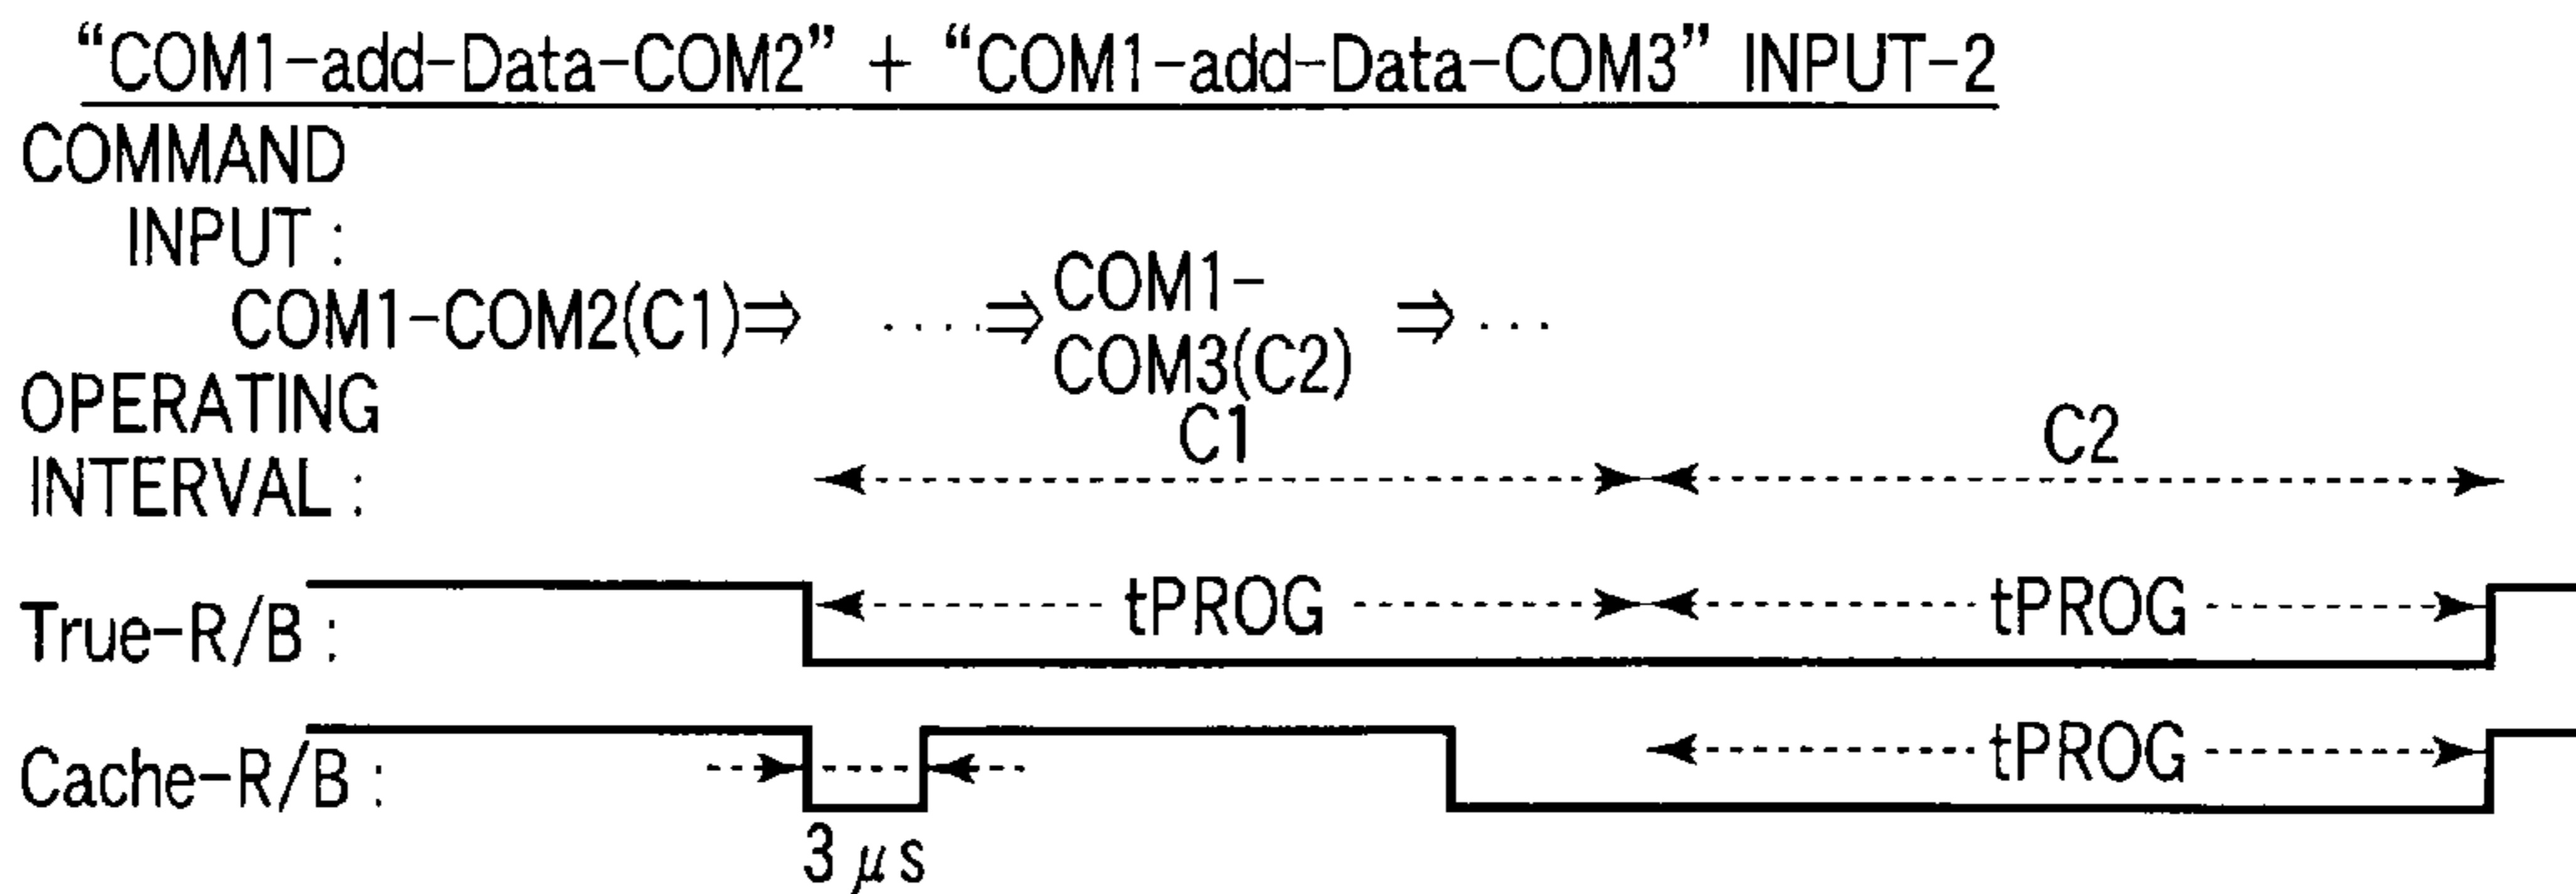 “COM1-add-Data-COM2” + “COM1-add-Data-COM3” INPUT-2
COMMAND
INPUT :
COM1-COM2(C1)⇒ ....⇒ COM1- ⇒ ...
COM3(C2)
OPERATING
INTERVAL :
C1 C2
True-R/B : tPROG tPROG
Cache-R/B : tPROG
3 μs